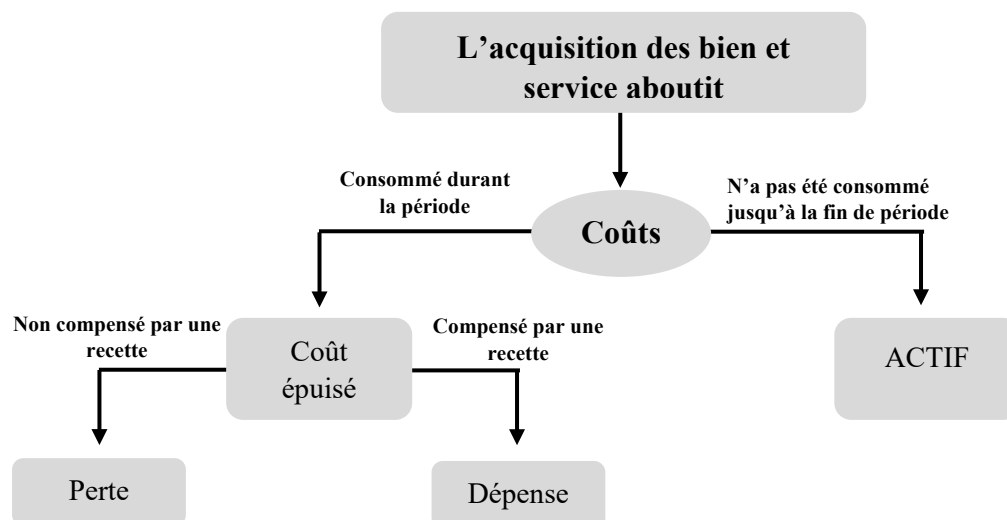 L’acquisition des bien et
service aboutit
Consommé durant
la période
N’a pas été consommé
jusqu’à la fin de période
Coûts
Non compensé par une
recette
Coût
épuisé
Compensé par une
recette
ACTIF
Perte
Dépense